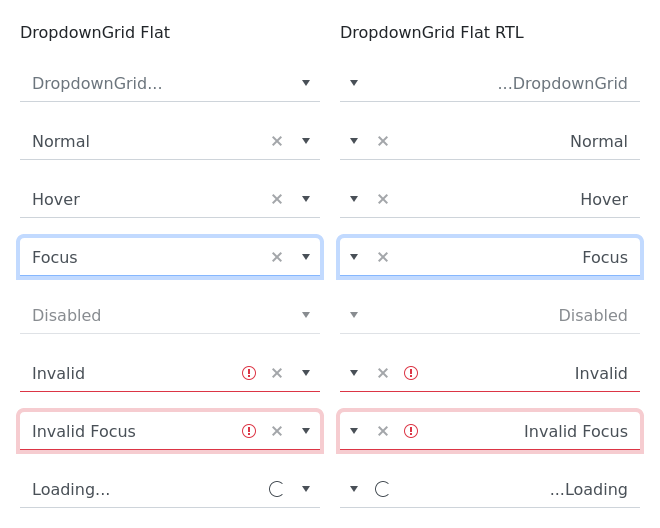 DropdownGrid Flat
DropdownGrid Flat RTL
DropdownGrid...
...DropdownGrid
Normal
Normal
Hover
Hover
Focus
Focus
Disabled
Disabled
Invalid
Invalid
Invalid Focus
Invalid Focus
Loading...
...Loading